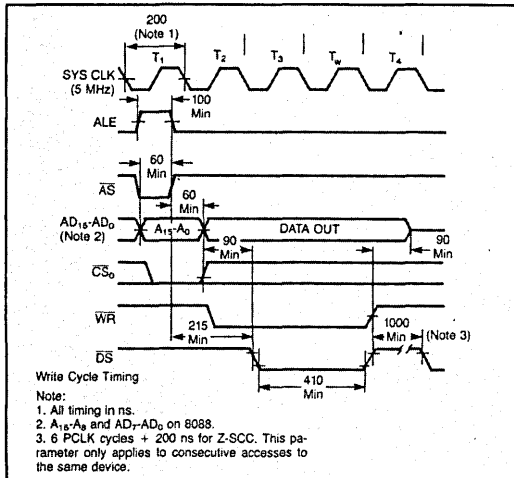 200
(Note 1)
T1 T2 T3 Tw T4
SYS CLK
(5 MHz)
100
Min
ALE
60
Min
AS
60
Min
AD15-AD0
(Note 2)
A15-A0
DATA OUT
90
Min
90
Min
CS0
WR
215
Min
1000
Min
(Note 3)
DS
410
Min
Write Cycle Timing
Note:
1. All timing in ns.
2. A15-A8 and AD7-AD0 on 8088.
3. 6 PCLK cycles + 200 ns for Z-SCC. This pa-
rameter only applies to consecutive accesses to
the same device.